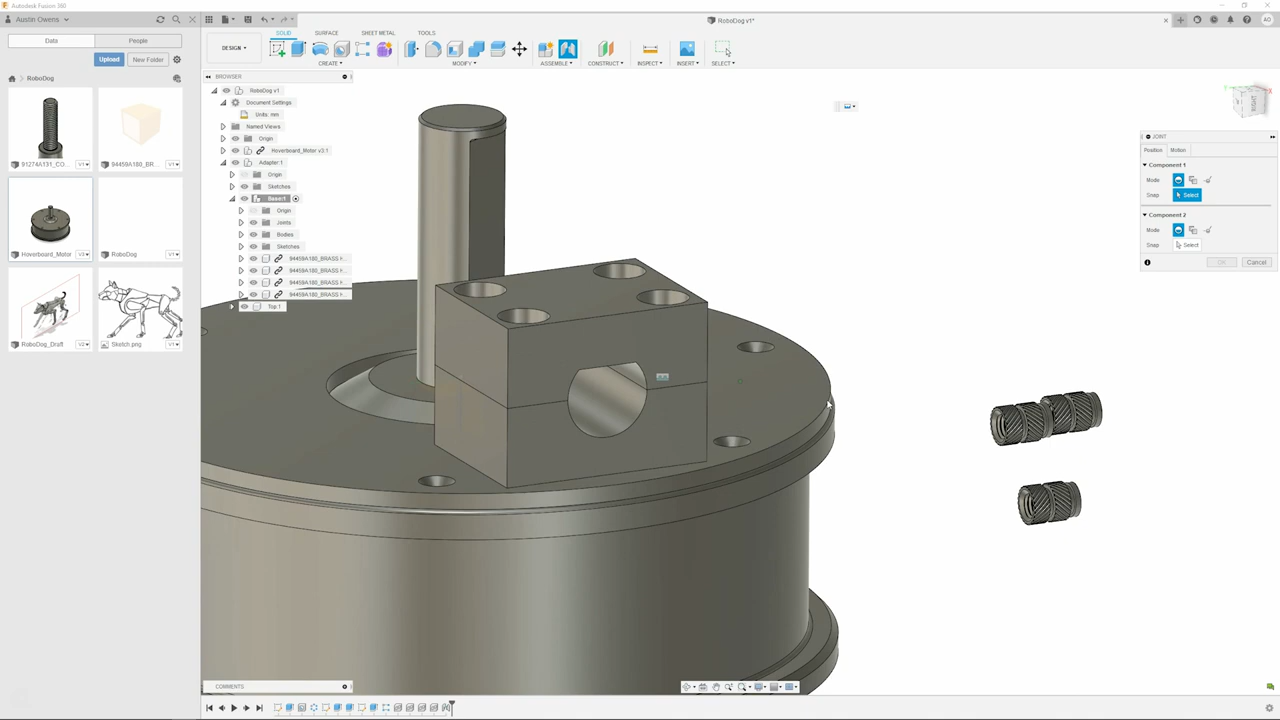 Autodesk Fusion 360
Austin Owens
RoboDog v1*
AO
Data
People
Upload
New Folder
RoboDog
91274A131_CO...
V1
94459A180_BR...
V1
Hoverboard_Motor
V3
RoboDog
V1
RoboDog_Draft
V2
Sketch png
V1
DESIGN
SOLID
SURFACE
SHEET METAL
TOOLS
CREATE
MODIFY
ASSEMBLE
CONSTRUCT
INSPECT
INSERT
SELECT
BROWSER
RoboDog v1
Document Settings
Units: mm
Named Views
Origin
Hoverboard_Motor v3:1
Adapter:1
Origin
Sketches
Base:1
Origin
Joints
Bodies
Sketches
94459A180_BRASS H...
94459A180_BRASS H...
94459A180_BRASS H...
94459A180_BRASS H...
Top:1
JOINT
Position
Motion
Component 1
Mode
Snap
Select
Component 2
Mode
Snap
Select
OK
Cancel
COMMENTS